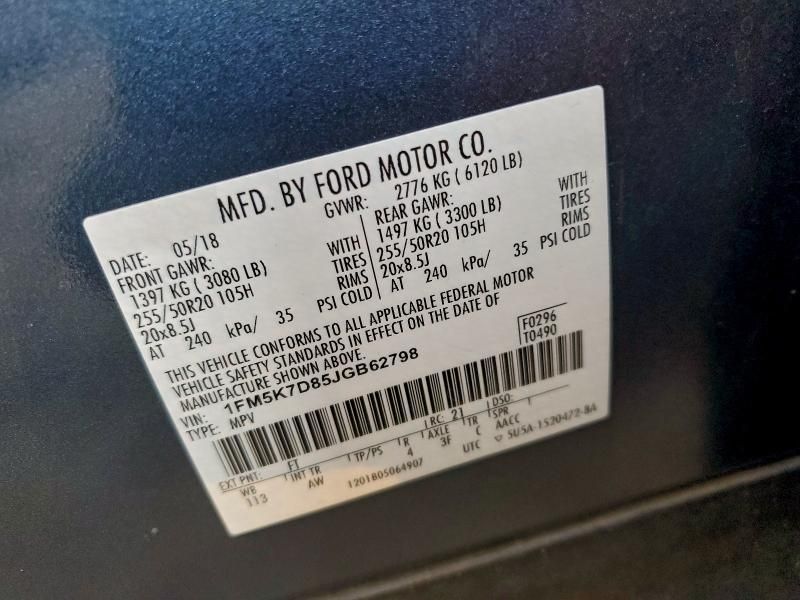 MFD. BY FORD MOTOR CO.
DATE: 05/18 GVWR: 2776 KG ( 6120 LB)
FRONT GAWR: WITH REAR GAWR: WITH
1397 KG ( 3080 LB) TIRES 1497 KG ( 3300 LB) TIRES
255/50R20 105H RIMS 255/50R20 105H RIMS
20x8.5J PSI COLD 20x8.5J PSI COLD
AT 240 kPa/ 35 AT 240 kPa/ 35
THIS VEHICLE CONFORMS TO ALL APPLICABLE FEDERAL MOTOR
VEHICLE SAFETY STANDARDS IN EFFECT ON THE DATE OF
MANUFACTURE SHOWN ABOVE.
F0296
T0490
VIN: 1FM5K7D85JGB62798
TYPE: MPV
EXT PNT: FT RC: 21 DSO:
WB INT TR TP/PS R AXLE TR SPR
113 AW 4 3F C AACC
1201805064907 UTC ▽ 5U5A-1520472-BA